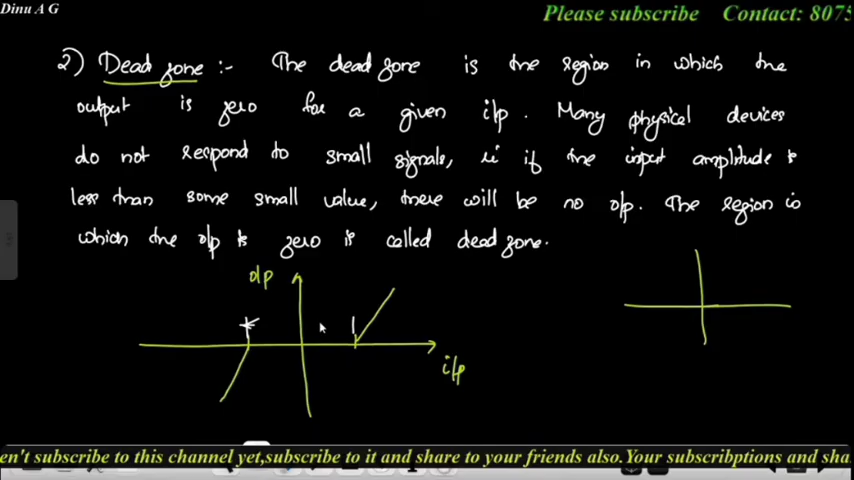 Dinu A G
Please subscribe Contact: 8075
2) Dead zone :- The dead zone is the region in which the
output is zero for a given i/p. Many physical devices
do not respond to small signals, ie if the input amplitude is
less than some small value, there will be no o/p. The region in
which the o/p is zero is called dead zone.
o/p
i/p
en't subscribe to this channel yet,subscribe to it and share to your friends also.Your subscribptions and sha